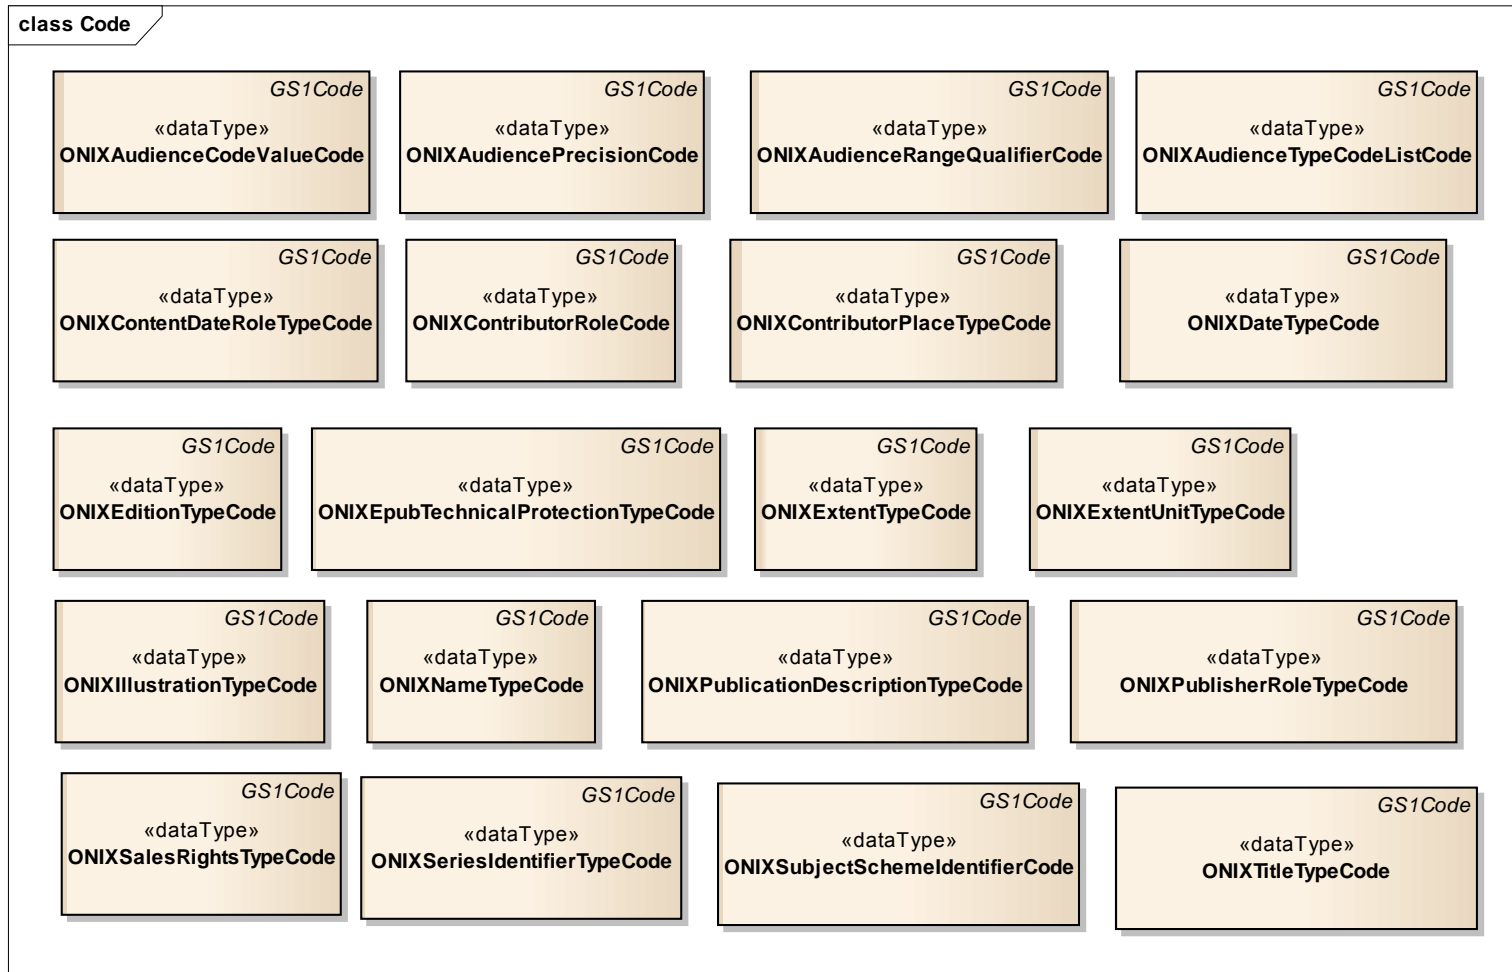 class Code
GS1Code
«dataType»
ONIXAudienceCodeValueCode
GS1Code
«dataType»
ONIXAudiencePrecisionCode
GS1Code
«dataType»
ONIXAudienceRangeQualifierCode
GS1Code
«dataType»
ONIXAudienceTypeCodeListCode
GS1Code
«dataType»
ONIXContentDateRoleTypeCode
GS1Code
«dataType»
ONIXContributorRoleCode
GS1Code
«dataType»
ONIXContributorPlaceTypeCode
GS1Code
«dataType»
ONIXDateTypeCode
GS1Code
«dataType»
ONIXEditionTypeCode
GS1Code
«dataType»
ONIXEpubTechnicalProtectionTypeCode
GS1Code
«dataType»
ONIXExtentTypeCode
GS1Code
«dataType»
ONIXExtentUnitTypeCode
GS1Code
«dataType»
ONIXIllustrationTypeCode
GS1Code
«dataType»
ONIXNameTypeCode
GS1Code
«dataType»
ONIXPublicationDescriptionTypeCode
GS1Code
«dataType»
ONIXPublisherRoleTypeCode
GS1Code
«dataType»
ONIXSalesRightsTypeCode
GS1Code
«dataType»
ONIXSeriesIdentifierTypeCode
GS1Code
«dataType»
ONIXSubjectSchemeIdentifierCode
GS1Code
«dataType»
ONIXTitleTypeCode